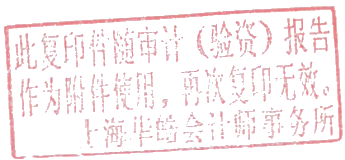 此复印件随审计（验资）报告
作为附件使用，再次复印无效。
上海华皓会计师事务所